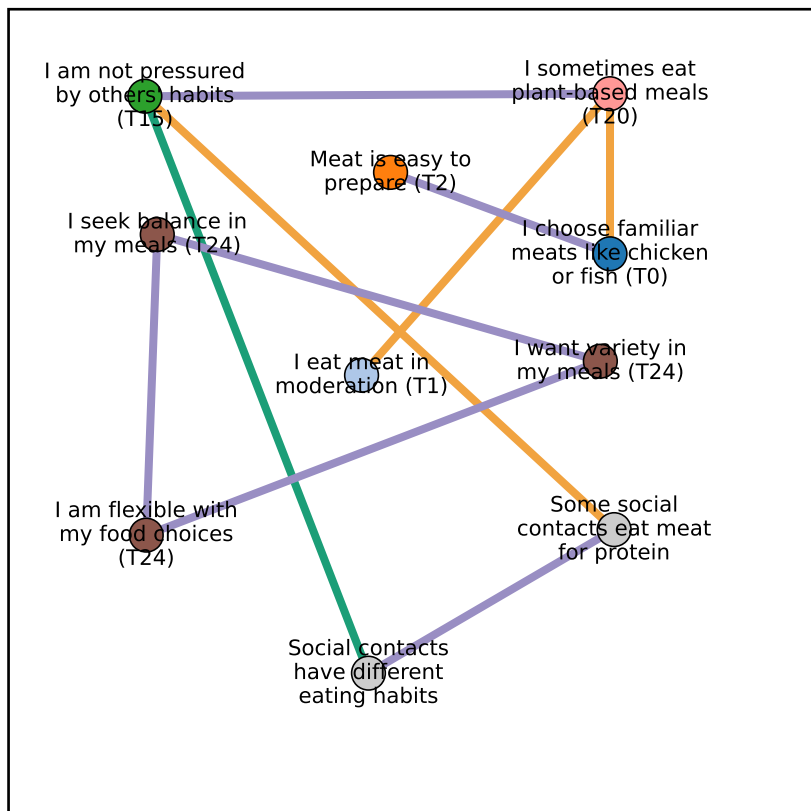 I am not pressured
by others' habits
(T15)
I sometimes eat
plant-based meals
(T20)
Meat is easy to
prepare (T2)
I seek balance in
my meals (T24)
I choose familiar
meats like chicken
or fish (T0)
I eat meat in
moderation (T1)
I want variety in
my meals (T24)
I am flexible with
my food choices
(T24)
Some social
contacts eat meat
for protein
Social contacts
have different
eating habits